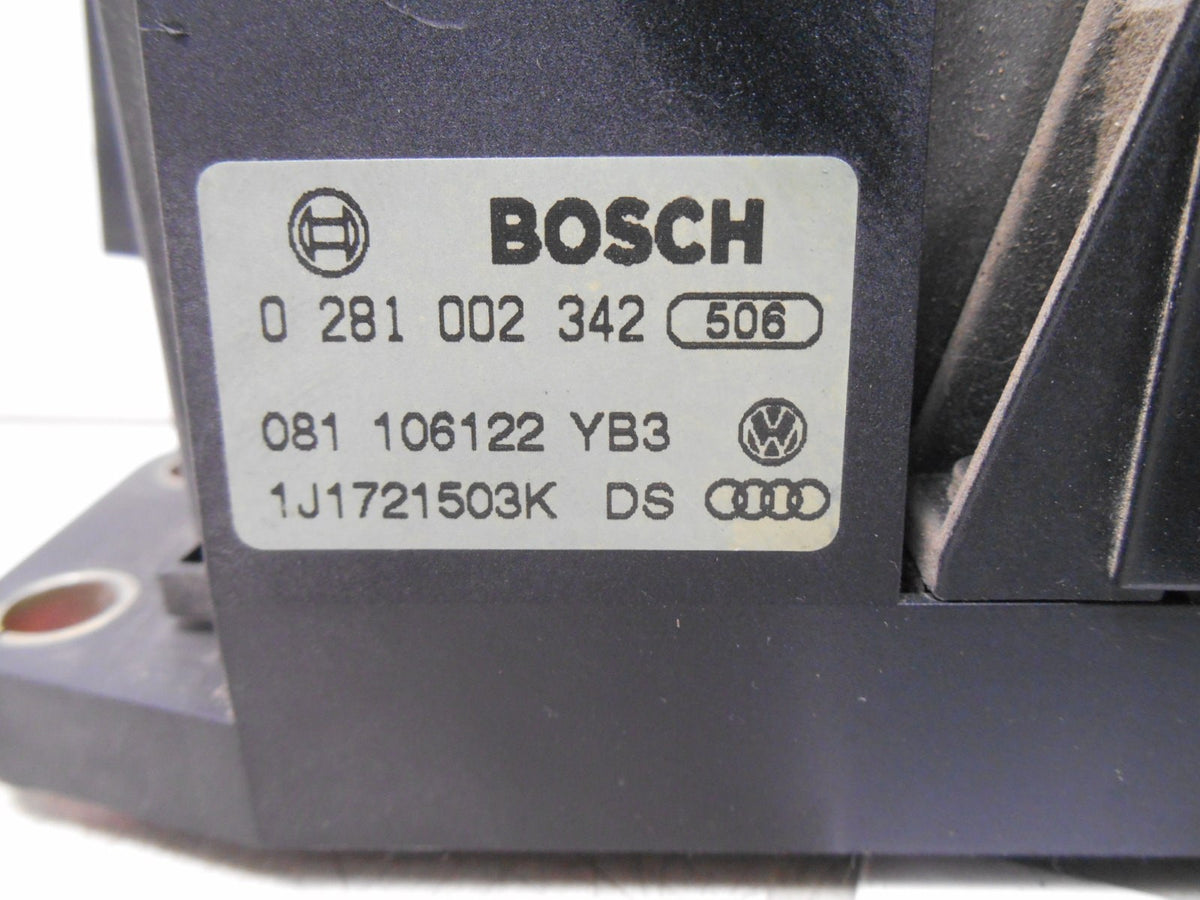 BOSCH
0 281 002 342 506
081 106122 YB3
1J1721503K DS